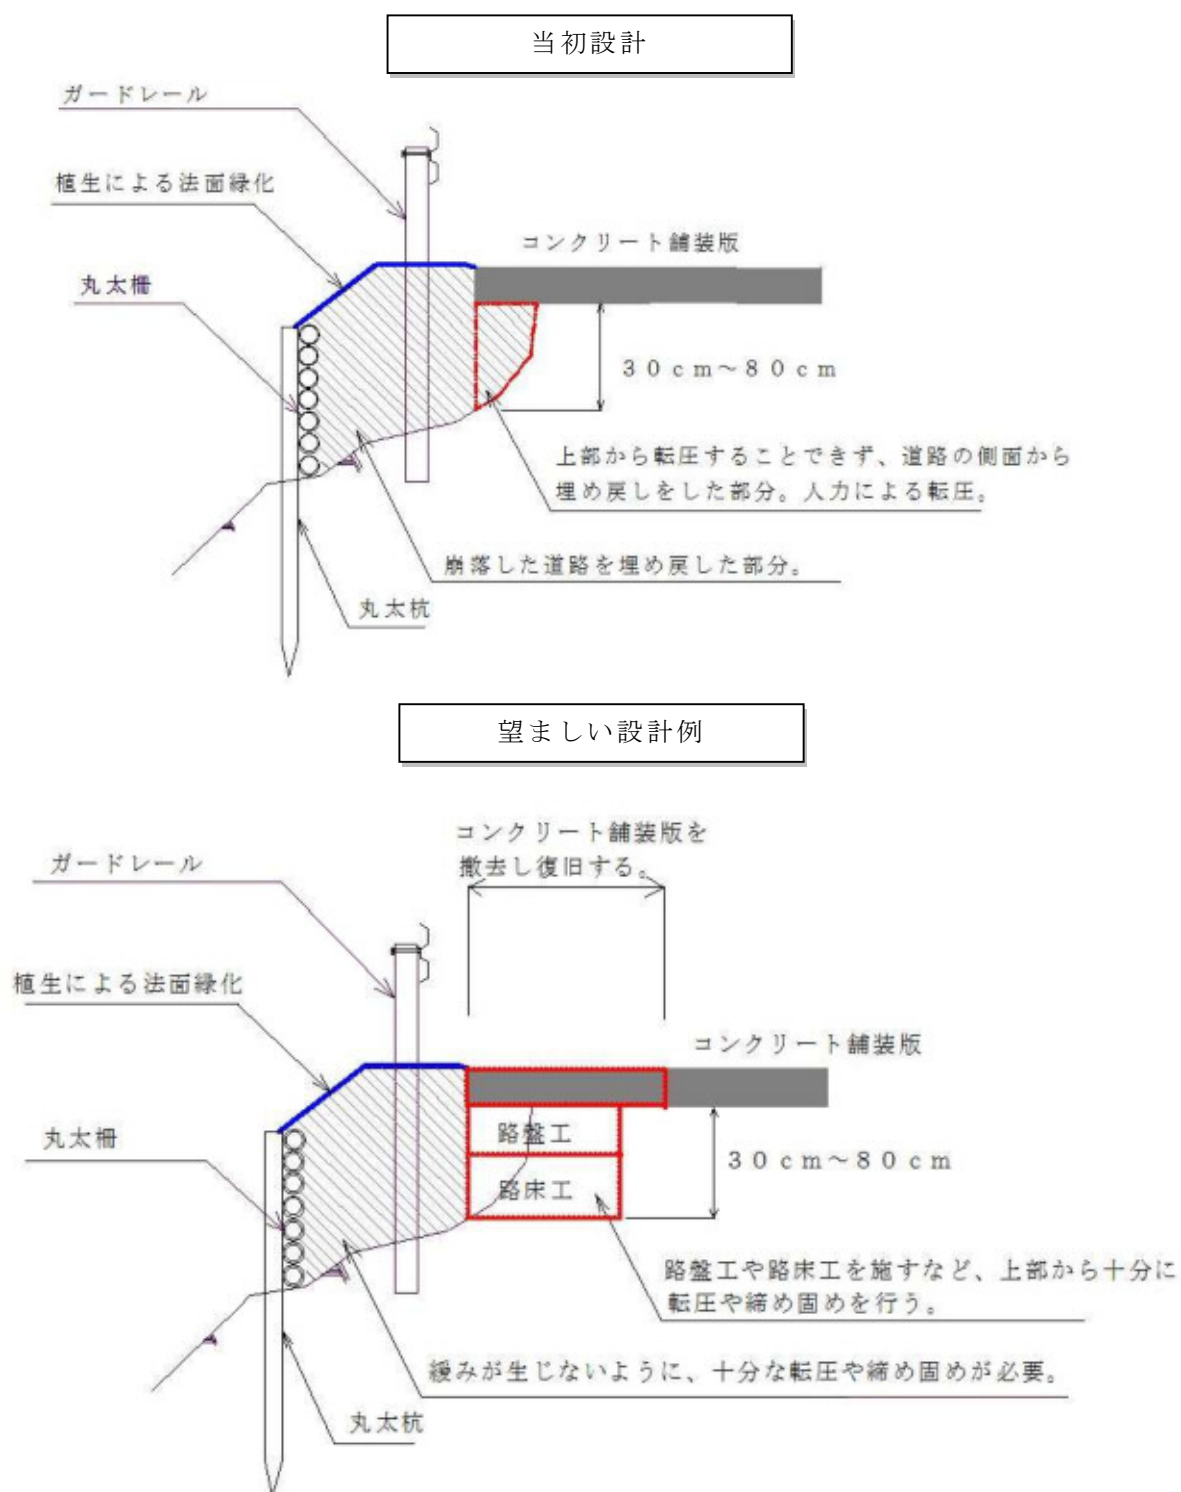 当初設計
ガードレール
植生による法面緑化
コンクリート舗装版
丸太柵
30cm～80cm
上部から転圧することできず、道路の側面から
埋め戻しをした部分。人力による転圧。
崩落した道路を埋め戻した部分。
丸太杭
望ましい設計例
コンクリート舗装版を
撤去し復旧する。
ガードレール
植生による法面緑化
コンクリート舗装版
丸太柵
路盤工
30cm～80cm
路床工
路盤工や路床工を施すなど、上部から十分に
転圧や締め固めを行う。
緩みが生じないように、十分な転圧や締め固めが必要。
丸太杭